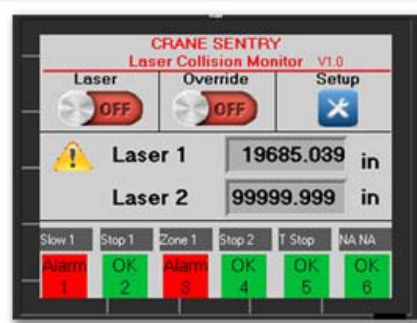 CRANE SENTRY
Laser Collision Monitor V1.0
Laser Override Setup
OFF OFF
Laser 1 19685.039 in
Laser 2 99999.999 in
Slow 1 Stop 1 Zone 1 Stop 2 T Stop NA NA
Alarm OK Alarm OK OK OK
1 2 3 4 5 6